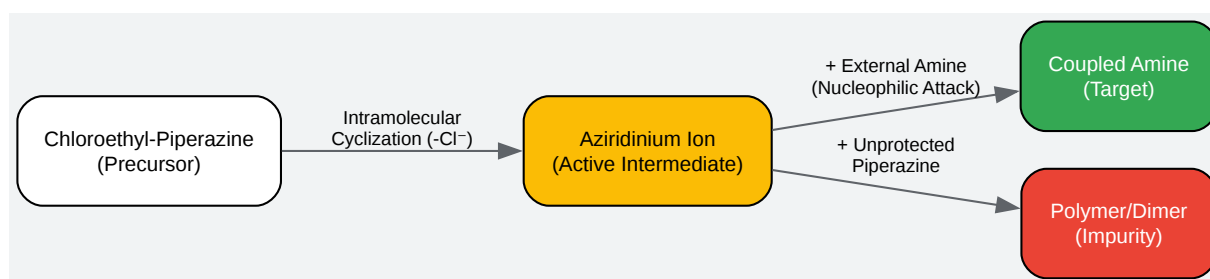 Chloroethyl-Piperazine
(Precursor)
Intramolecular
Cyclization (-Cl⁻)
Aziridinium Ion
(Active Intermediate)
+ External Amine
(Nucleophilic Attack)
Coupled Amine
(Target)
+ Unprotected
Piperazine
Polymer/Dimer
(Impurity)